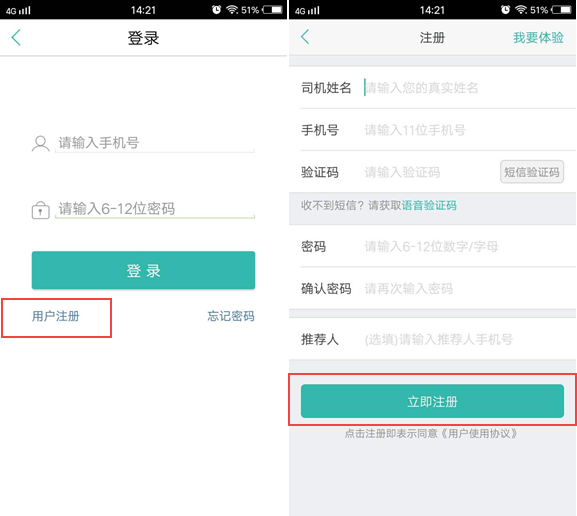 4G 14:21 51%
登录
请输入手机号
请输入6-12位密码
登 录
用户注册 忘记密码
4G 14:21 51%
注册 我要体验
司机姓名 请输入您的真实姓名
手机号 请输入11位手机号
验证码 请输入验证码 短信验证码
收不到短信？请获取语音验证码
密码 请输入6-12位数字/字母
确认密码 请再次输入密码
推荐人 (选填)请输入推荐人手机号
立即注册
点击注册即表示同意《用户使用协议》